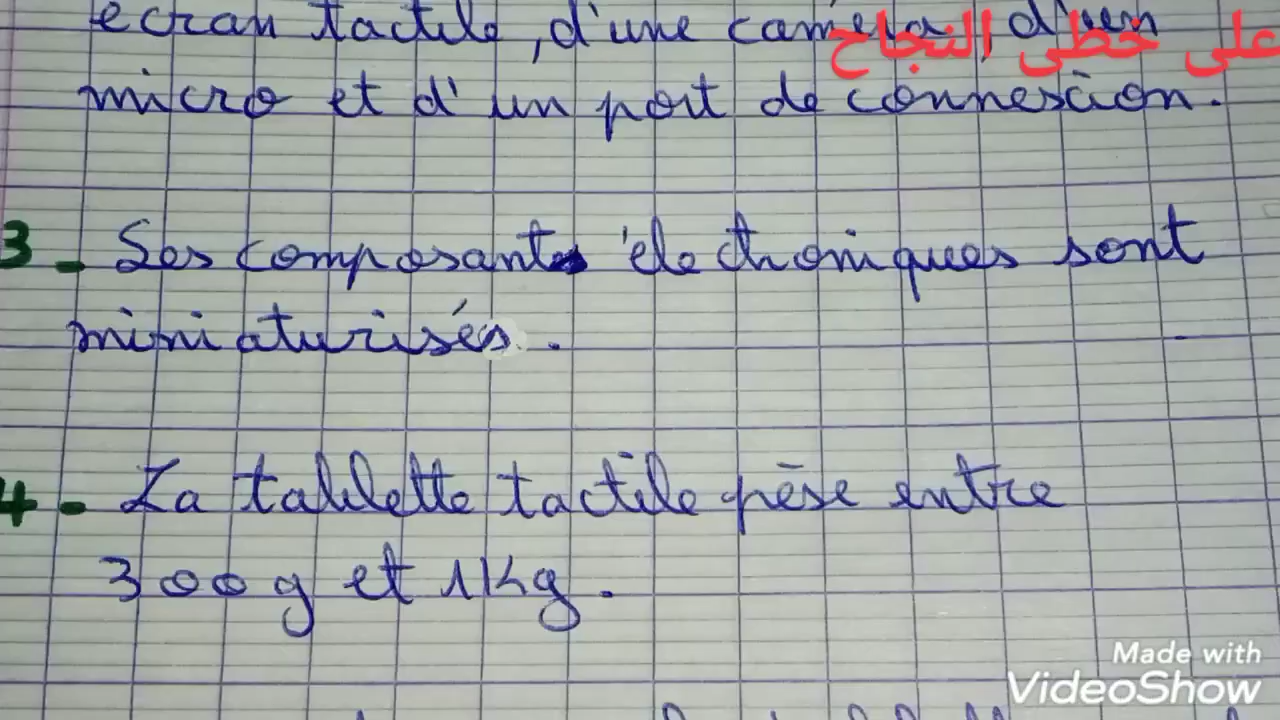 écran tactile, d'une caméra, d'un
على خطى النجاح
micro et d'un port de connexion.
3 - Ses composants électroniques sont
miniaturisés.
4 - La tablette tactile pèse entre
300g et 1Kg.
Made with
VideoShow